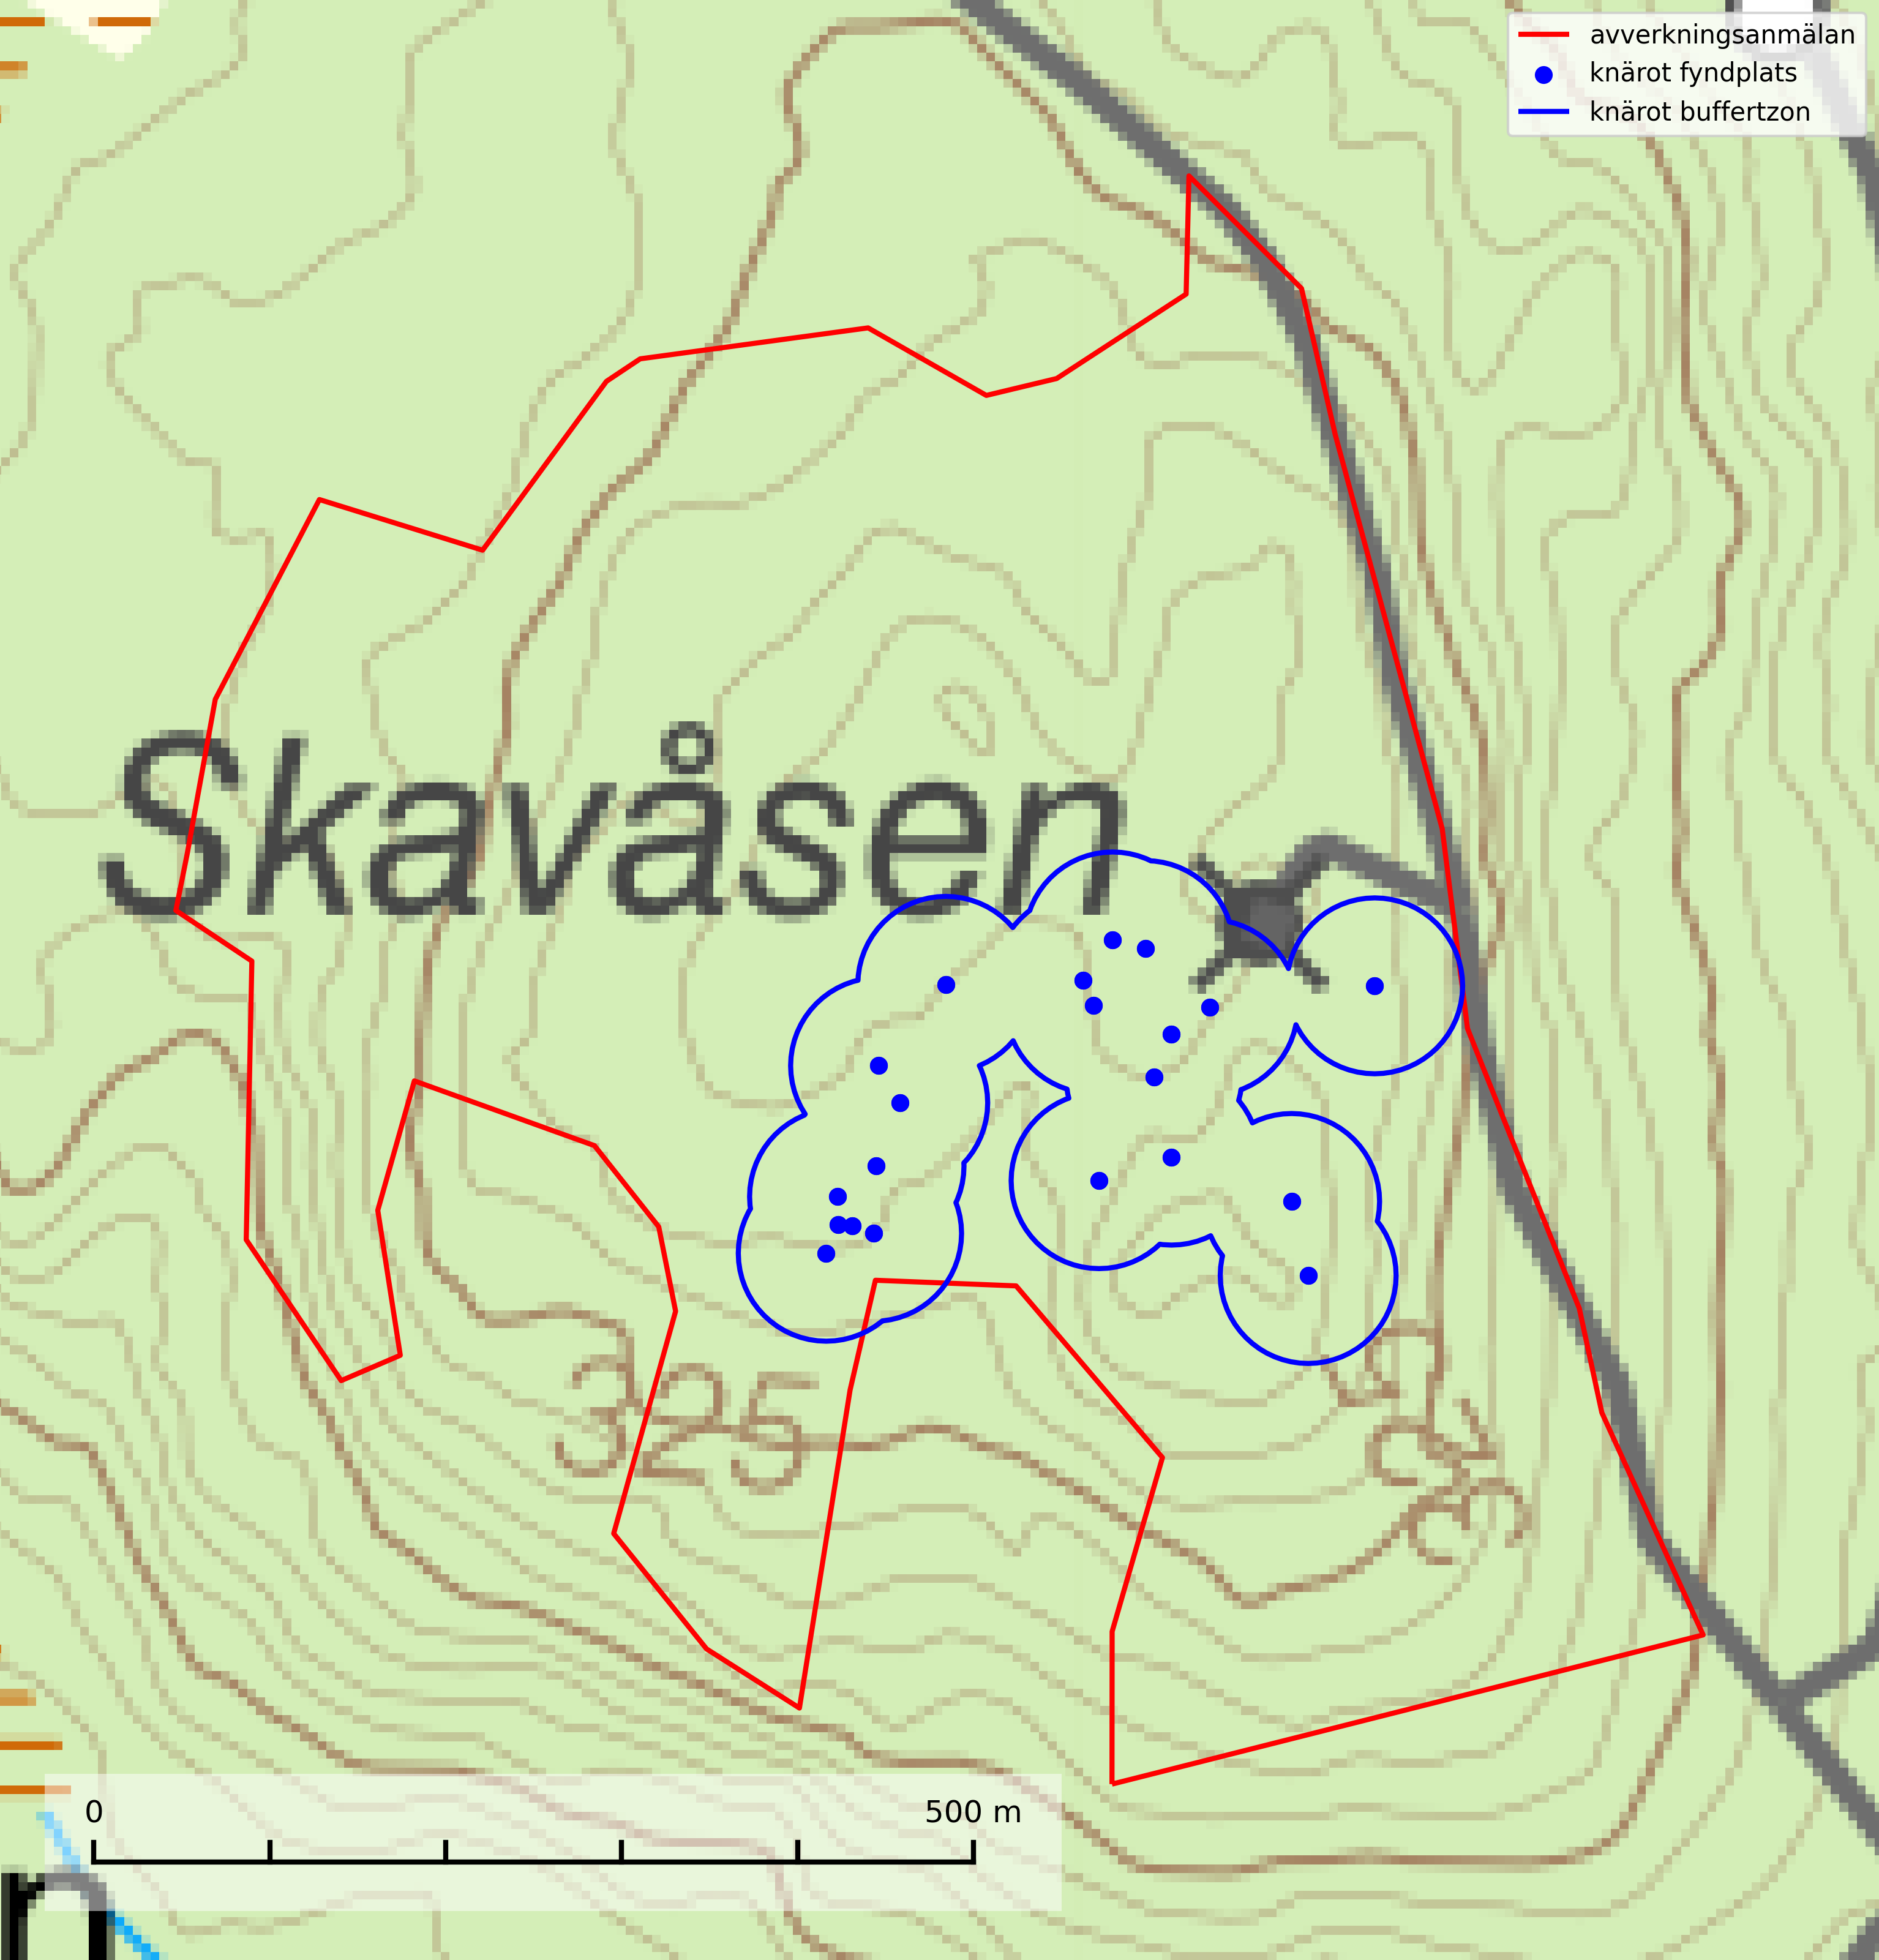 avverkningsanmälan
knärot fyndplats
knärot buffertzon
Skavåsen
325
0 500 m